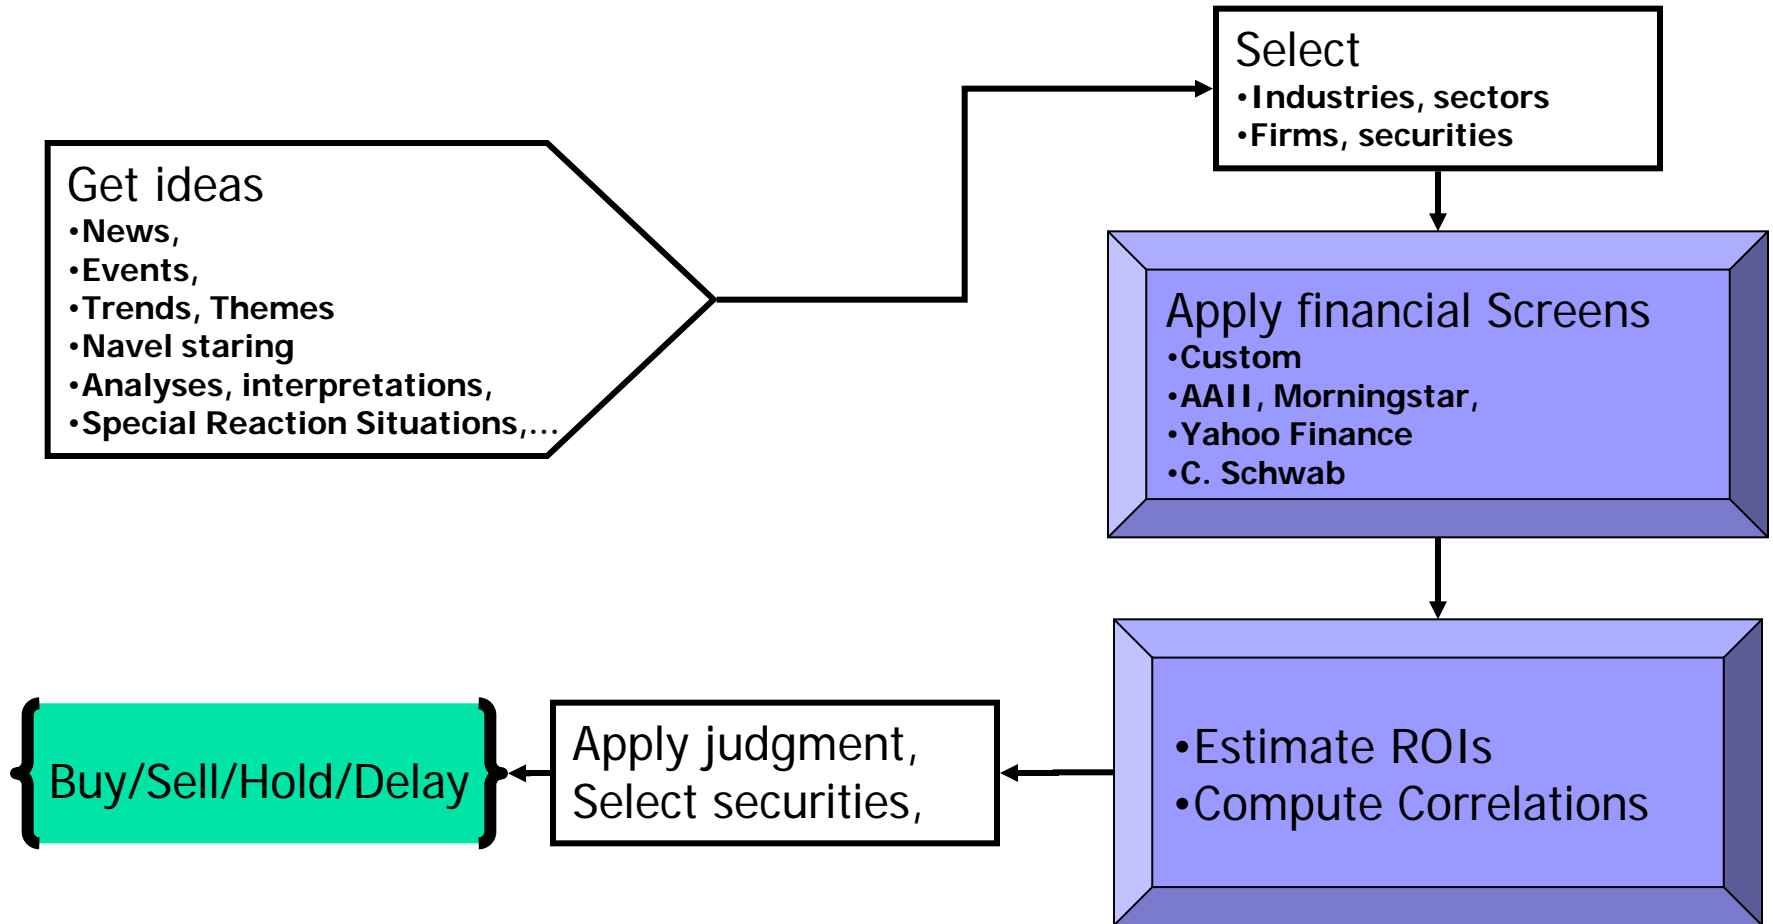 Get ideas
•News,
•Events,
•Trends, Themes
•Navel staring
•Analyses, interpretations,
•Special Reaction Situations,...
Select
•Industries, sectors
•Firms, securities
Apply financial Screens
•Custom
•AAII, Morningstar,
•Yahoo Finance
•C. Schwab
•Estimate ROIs
•Compute Correlations
Apply judgment,
Select securities,
Buy/Sell/Hold/Delay